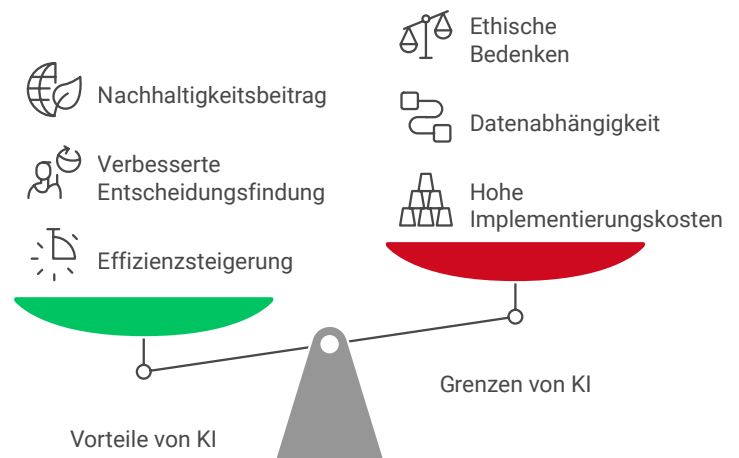 Nachhaltigkeitsbeitrag
Verbesserte
Entscheidungsfindung
Effizienzsteigerung
Vorteile von KI
Ethische
Bedenken
Datenabhängigkeit
Hohe
Implementierungskosten
Grenzen von KI